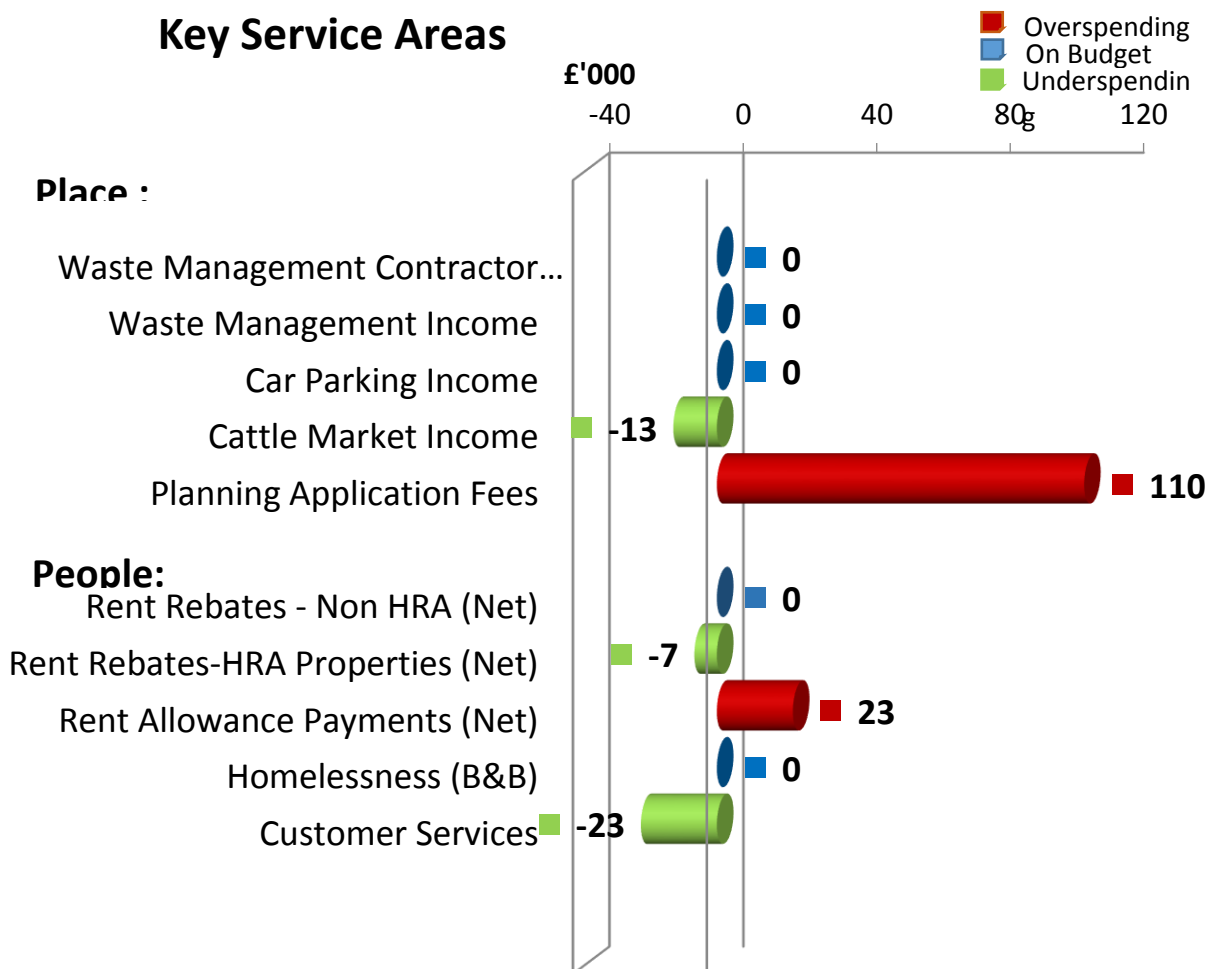 Key Service Areas
Overspending
On Budget
Underspendin
g
£'000
-40 0 40 80 120
Place :
Waste Management Contractor… 0
Waste Management Income 0
Car Parking Income 0
Cattle Market Income -13
Planning Application Fees 110
People:
Rent Rebates - Non HRA (Net) 0
Rent Rebates-HRA Properties (Net) -7
Rent Allowance Payments (Net) 23
Homelessness (B&B) 0
Customer Services -23